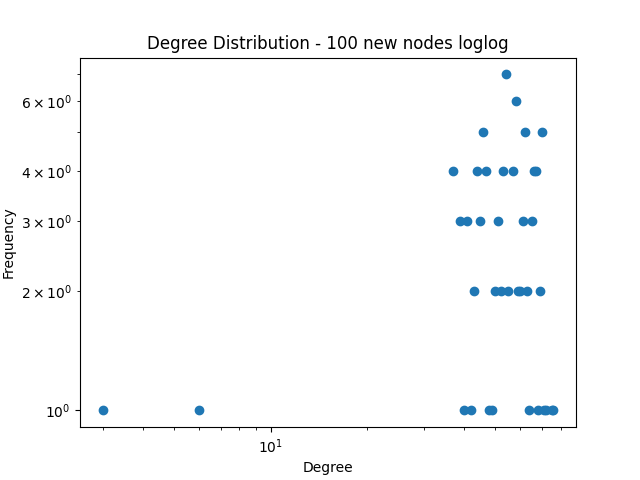 Degree Distribution - 100 new nodes loglog
Frequency
6 × 10⁰
4 × 10⁰
3 × 10⁰
2 × 10⁰
10⁰
10¹
Degree